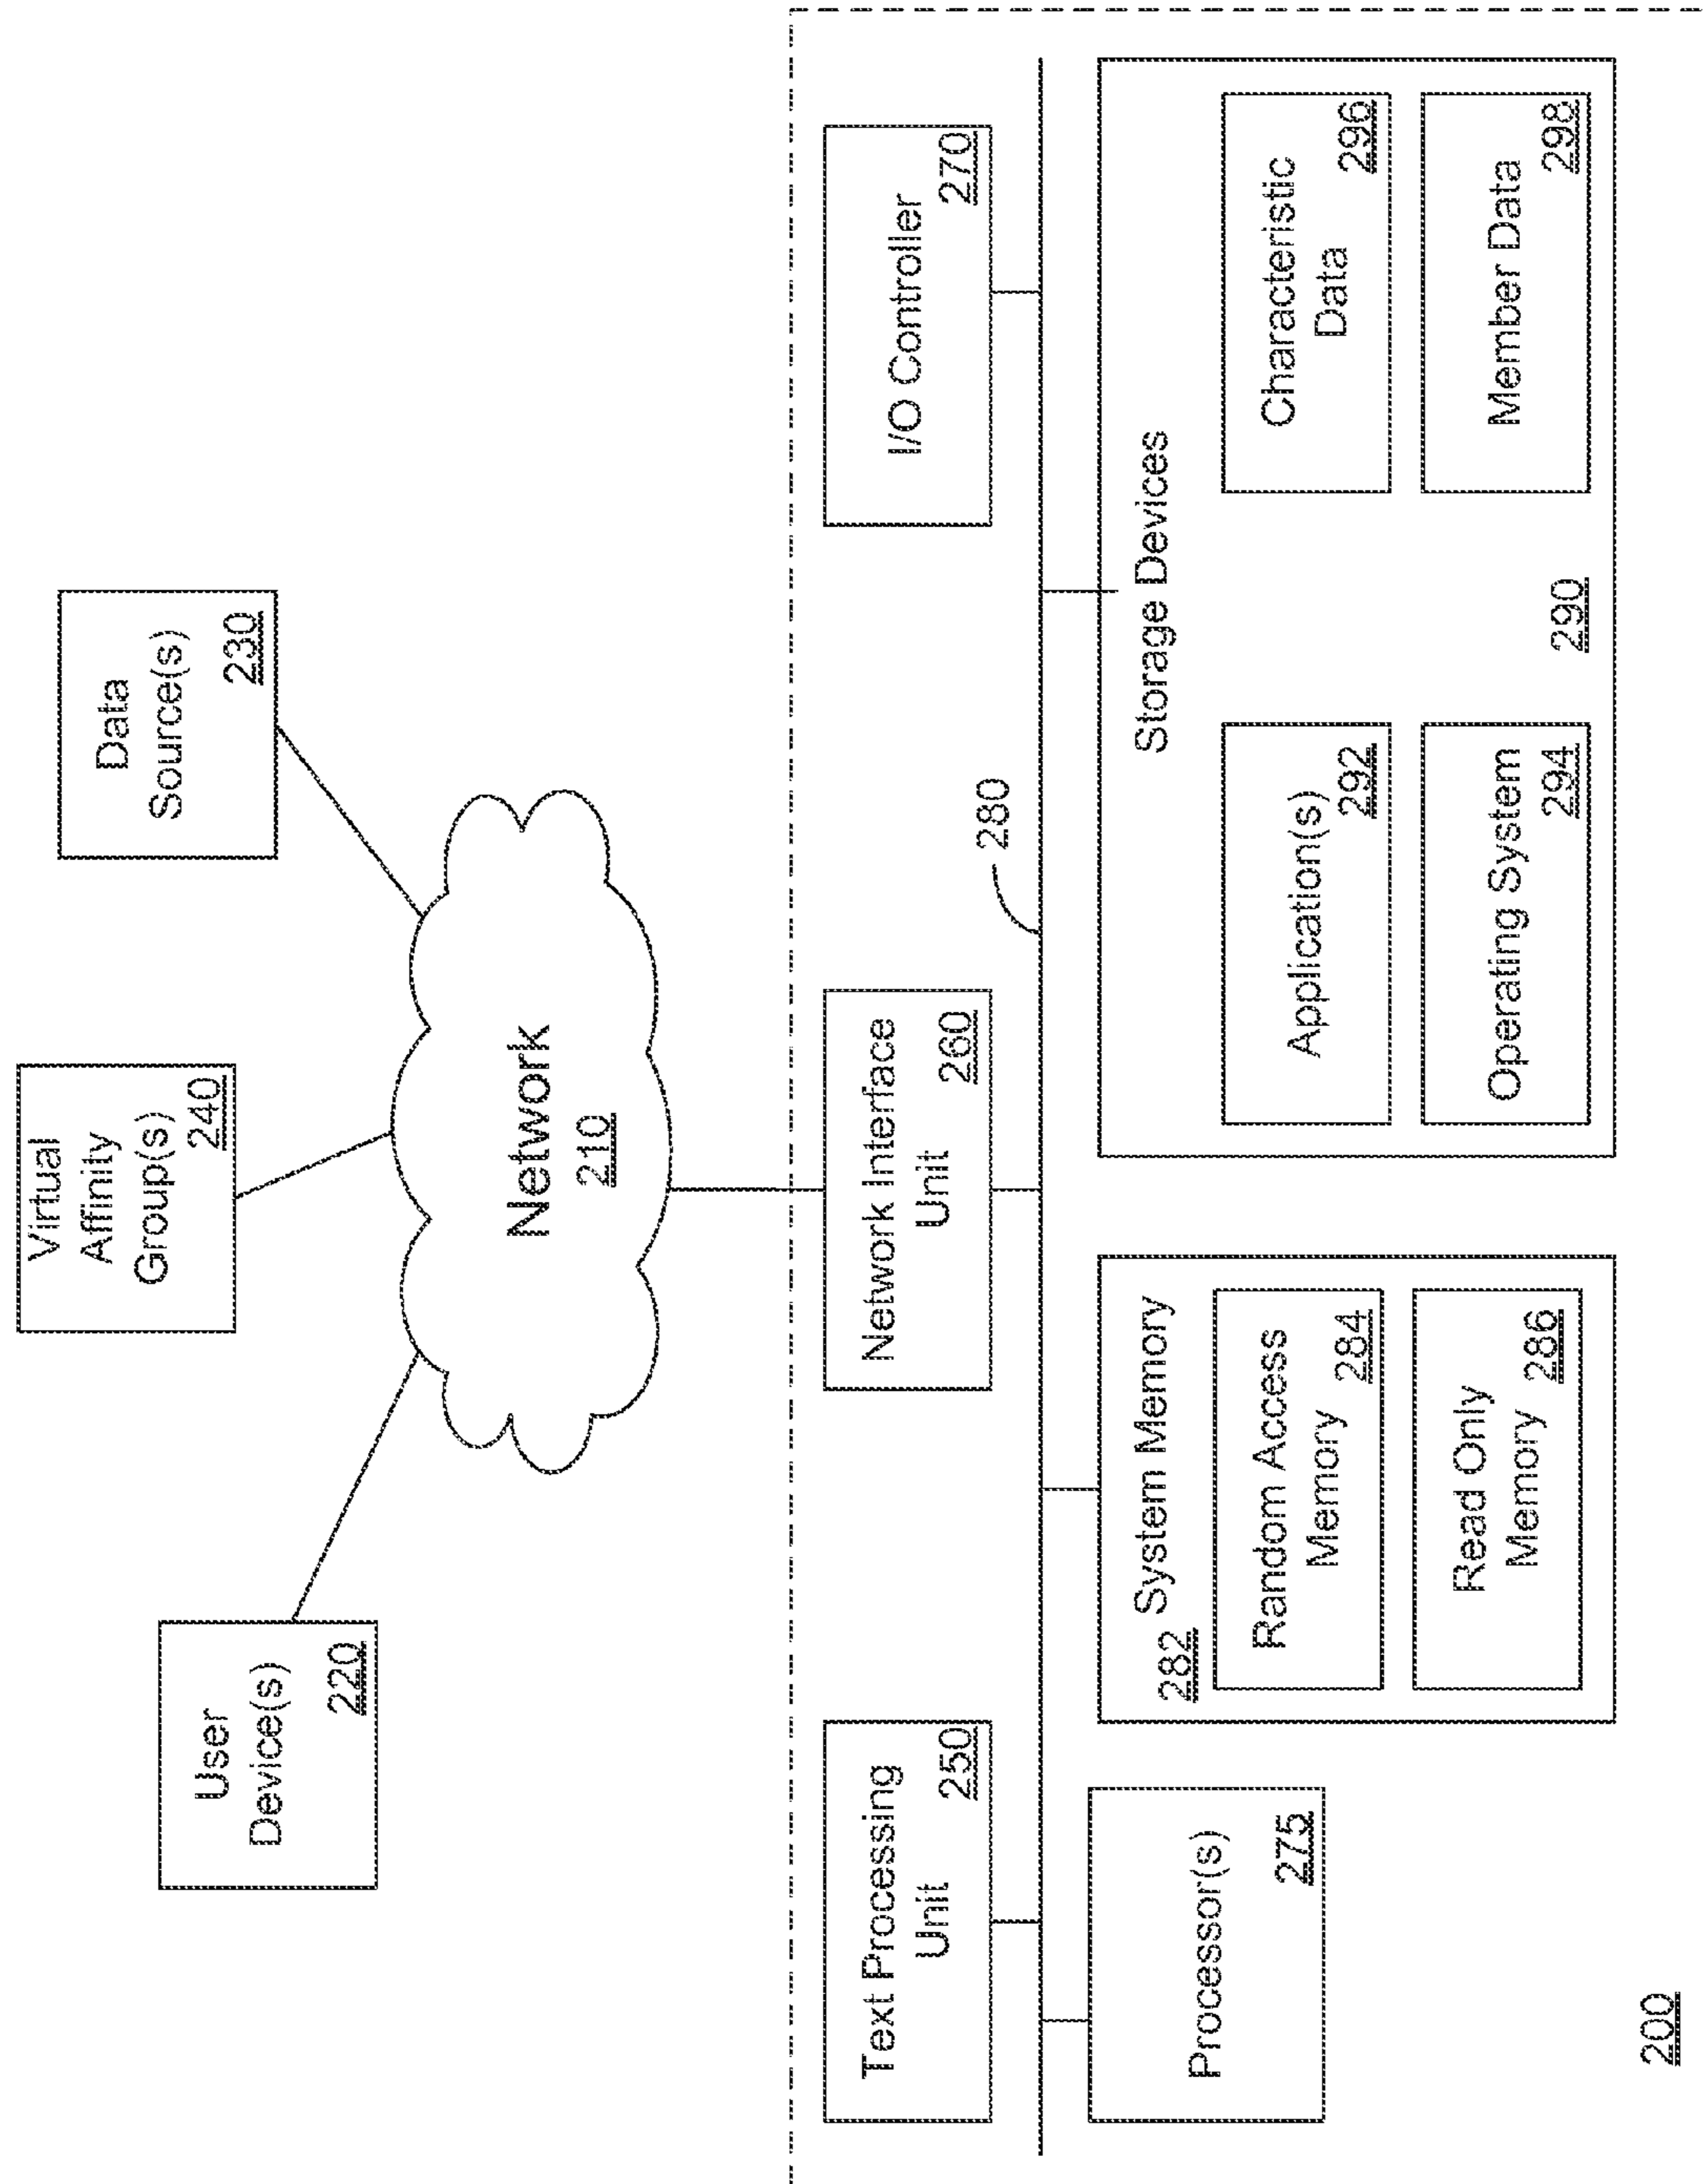 Virtual
Affinity
Group(s)
240
Data
Source(s)
230
User
Device(s)
220
Network
210
Text Processing
Unit
250
Network Interface
Unit
260
I/O Controller
270
280
Processor(s)
275
System Memory
282
Random Access
Memory
284
Read Only
Memory
286
Storage Devices
Application(s)
292
Operating System
294
290
Characteristic
Data
296
Member Data
298
200